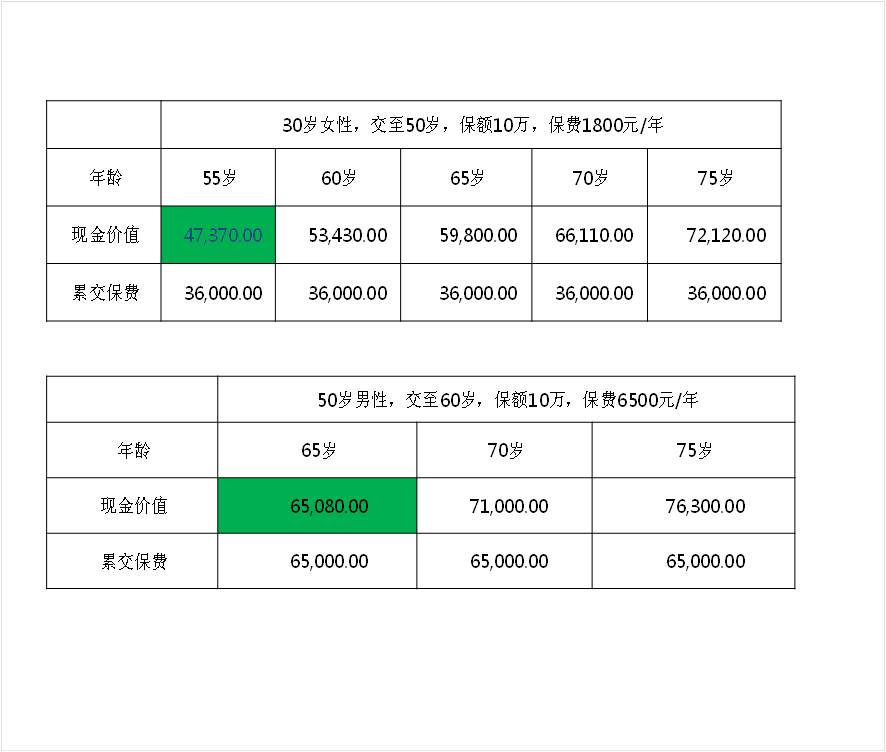 30岁女性，交至50岁，保额10万，保费1800元/年
年龄 55岁 60岁 65岁 70岁 75岁
现金价值 47,370.00 53,430.00 59,800.00 66,110.00 72,120.00
累交保费 36,000.00 36,000.00 36,000.00 36,000.00 36,000.00
50岁男性，交至60岁，保额10万，保费6500元/年
年龄 65岁 70岁 75岁
现金价值 65,080.00 71,000.00 76,300.00
累交保费 65,000.00 65,000.00 65,000.00